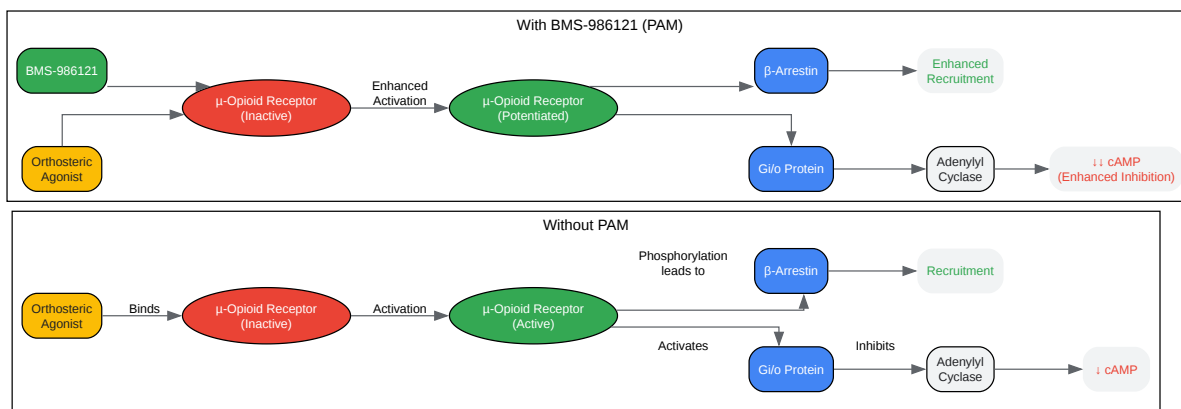 With BMS-986121 (PAM)
BMS-986121
Orthosteric
Agonist
µ-Opioid Receptor
(Inactive)
Enhanced
Activation
µ-Opioid Receptor
(Potentiated)
β-Arrestin
Enhanced
Recruitment
Gi/o Protein
Adenylyl
Cyclase
↓↓ cAMP
(Enhanced Inhibition)
Without PAM
Orthosteric
Agonist
Binds
µ-Opioid Receptor
(Inactive)
Activation
µ-Opioid Receptor
(Active)
Phosphorylation
leads to
β-Arrestin
Recruitment
Activates
Gi/o Protein
Inhibits
Adenylyl
Cyclase
↓ cAMP